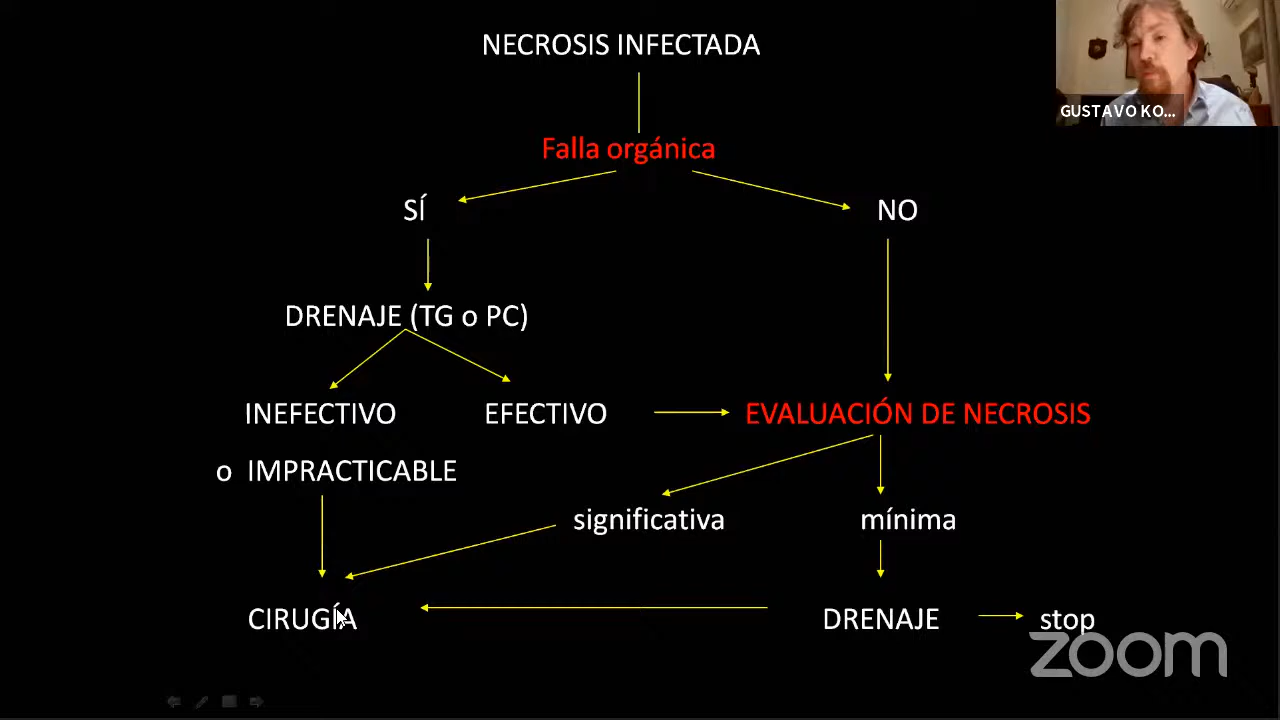 NECROSIS INFECTADA
GUSTAVO KO...
Falla orgánica
SÍ
NO
DRENAJE (TG o PC)
INEFECTIVO
EFECTIVO
EVALUACIÓN DE NECROSIS
o IMPRACTICABLE
significativa
mínima
CIRUGÍA
DRENAJE
stop
zoom